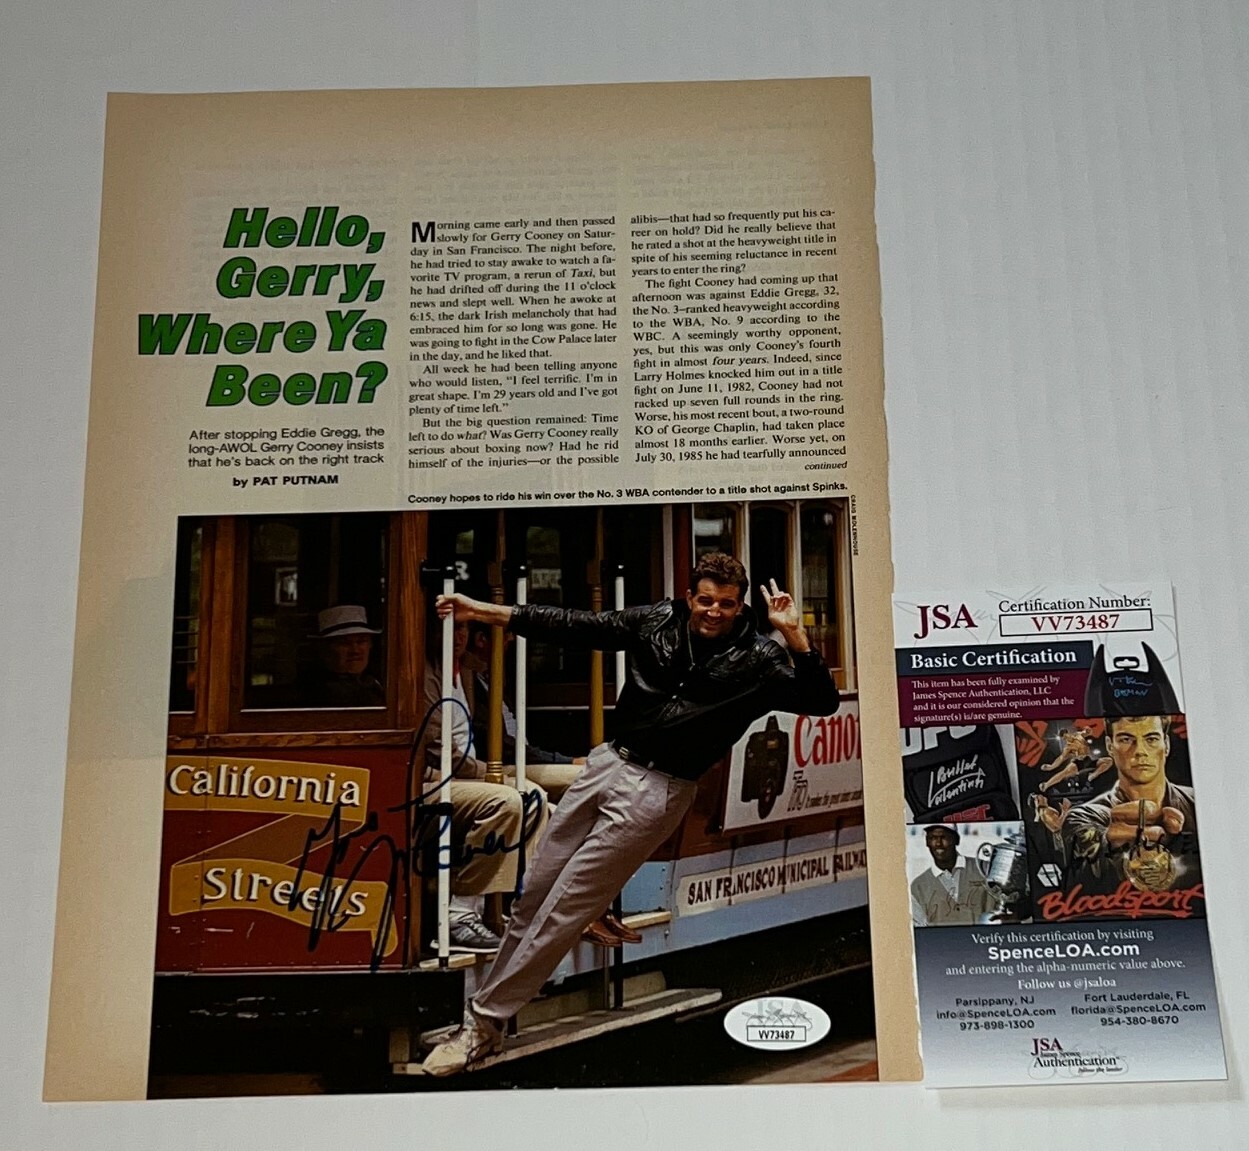 Hello,
Gerry,
Where Ya
Been?
After stopping Eddie Gregg, the
long-AWOL Gerry Cooney insists
that he's back on the right track
by PAT PUTNAM
Morning came early and then passed
slowly for Gerry Cooney on Satur-
day in San Francisco. The night before,
he had tried to stay awake to watch a fa-
vorite TV program, a rerun of Taxi, but
he had drifted off during the 11 o'clock
news and slept well. When he awoke at
6:15, the dark Irish melancholy that had
embraced him for so long was gone. He
was going to fight in the Cow Palace later
in the day, and he liked that.
All week he had been telling anyone
who would listen, "I feel terrific. I'm in
great shape. I'm 29 years old and I've got
plenty of time left."
But the big question remained: Time
left to do what? Was Gerry Cooney really
serious about boxing now? Had he rid
himself of the injuries—or the possible
alibis—that had so frequently put his ca-
reer on hold? Did he really believe that
he rated a shot at the heavyweight title in
spite of his seeming reluctance in recent
years to enter the ring?
The fight Cooney had coming up that
afternoon was against Eddie Gregg, 32,
the No. 3-ranked heavyweight according
to the WBA, No. 9 according to the
WBC. A seemingly worthy opponent,
yes, but this was only Cooney's fourth
fight in almost four years. Indeed, since
Larry Holmes knocked him out in a title
fight on June 11, 1982, Cooney had not
racked up seven full rounds in the ring.
Worse, his most recent bout, a two-round
KO of George Chaplin, had taken place
almost 18 months earlier. Worse yet, on
July 30, 1985 he had tearfully announced
continued
Cooney hopes to ride his win over the No. 3 WBA contender to a title shot against Spinks.
CRAIG MOLENHOUSE
California
Streets
Canon
SAN FRANCISCO MUNICIPAL RAILWAY
JSA
VV73487
JSA
Certification Number:
VV73487
Basic Certification
This item has been fully examined by
James Spence Authentication, LLC
and it is our considered opinion that the
signature(s) is/are genuine.
UFC
Bloodsport
Verify this certification by visiting
SpenceLOA.com
and entering the alpha-numeric value above.
Follow us @jsaloa
Parsippany, NJ
info@SpenceLOA.com
973-898-1300
Fort Lauderdale, FL
florida@SpenceLOA.com
954-380-8670
JSA
James Spence
Authentication